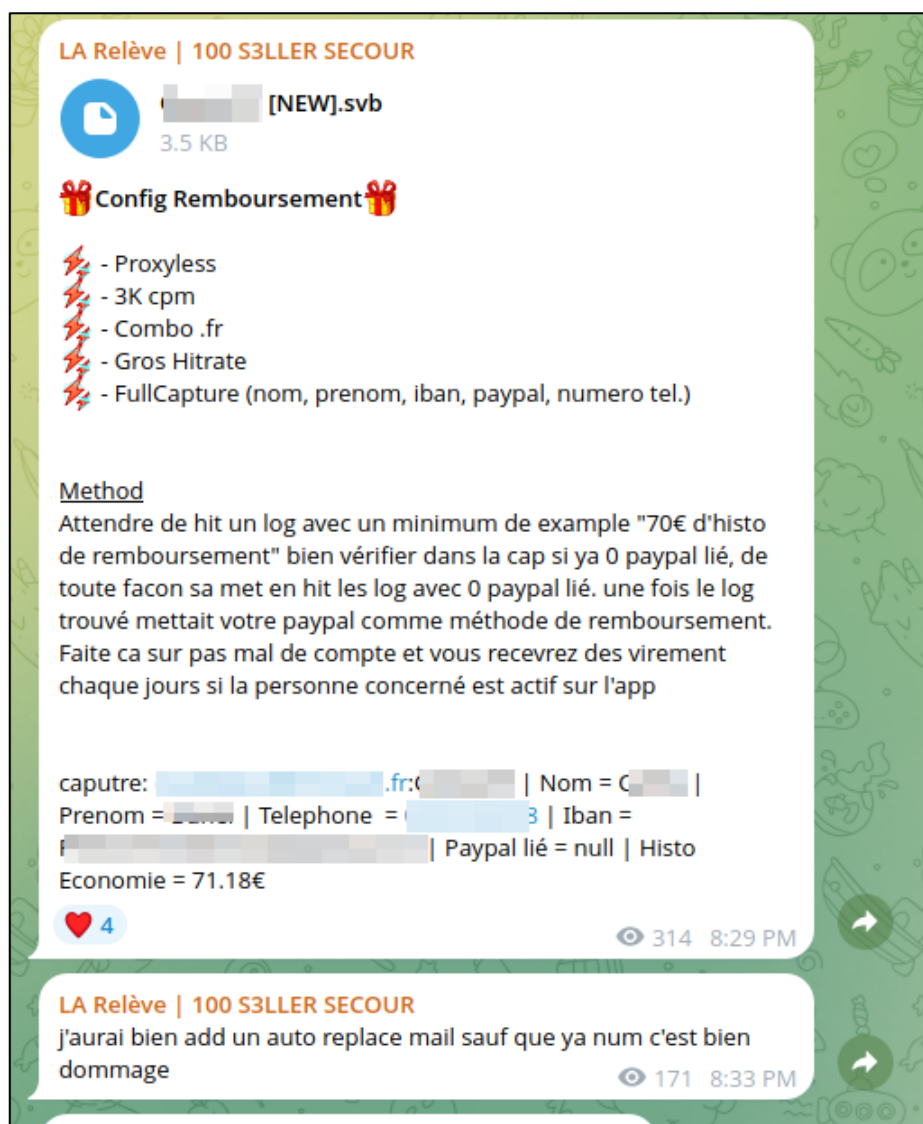 LA Relève | 100 S3LLER SECOUR
[NEW].svb
3.5 KB
Config Remboursement
- Proxyless
- 3K cpm
- Combo .fr
- Gros Hitrate
- FullCapture (nom, prenom, iban, paypal, numero tel.)
Method
Attendre de hit un log avec un minimum de example "70€ d'histo
de remboursement" bien vérifier dans la cap si ya 0 paypal lié, de
toute facon sa met en hit les log avec 0 paypal lié. une fois le log
trouvé mettait votre paypal comme méthode de remboursement.
Faite ca sur pas mal de compte et vous recevrez des virement
chaque jours si la personne concerné est actif sur l'app
caputre: .fr: | Nom = |
Prenom = | Telephone = 8 | Iban =
| Paypal lié = null | Histo
Economie = 71.18€
4
314 8:29 PM
LA Relève | 100 S3LLER SECOUR
j'aurai bien add un auto replace mail sauf que ya num c'est bien
dommage
171 8:33 PM